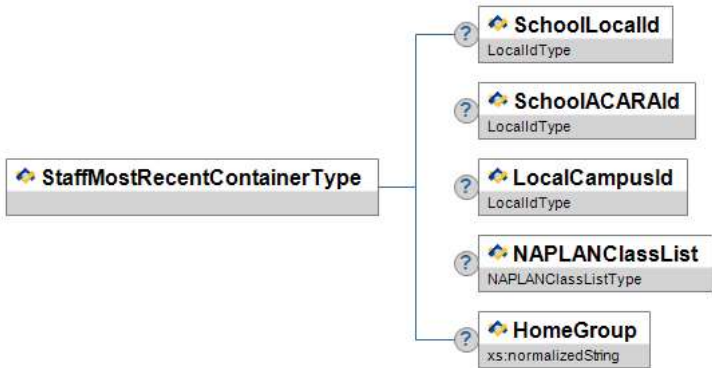 ?
SchoolLocalId
LocalIdType
?
SchoolACARAId
LocalIdType
StaffMostRecentContainerType
?
LocalCampusId
LocalIdType
?
NAPLANClassList
NAPLANClassListType
?
HomeGroup
xs:normalizedString